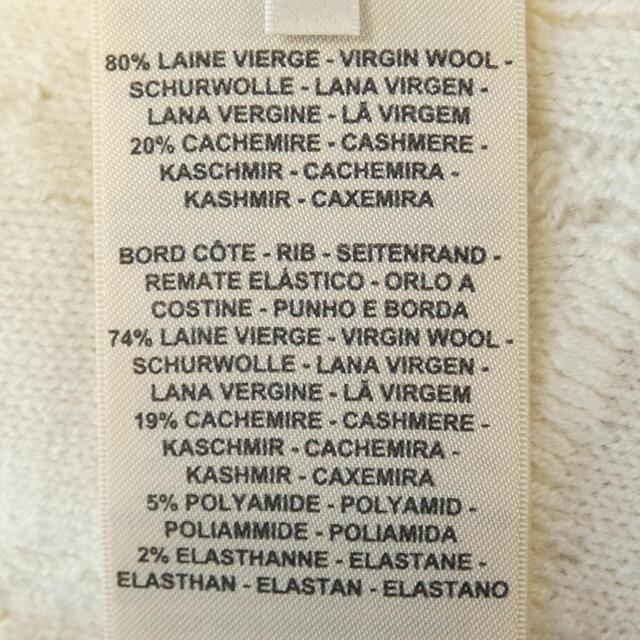 80% LAINE VIERGE - VIRGIN WOOL -
SCHURWOLLE - LANA VIRGEN -
LANA VERGINE - LÃ VIRGEM
20% CACHEMIRE - CASHMERE -
KASCHMIR - CACHEMIRA -
KASHMIR - CAXEMIRA
BORD CÔTE - RIB - SEITENRAND -
REMATE ELÁSTICO - ORLO A
COSTINE - PUNHO E BORDA
74% LAINE VIERGE - VIRGIN WOOL -
SCHURWOLLE - LANA VIRGEN -
LANA VERGINE - LÃ VIRGEM
19% CACHEMIRE - CASHMERE -
KASCHMIR - CACHEMIRA -
KASHMIR - CAXEMIRA
5% POLYAMIDE - POLYAMID -
POLIAMMIDE - POLIAMIDA
2% ELASTHANNE - ELASTANE -
ELASTHAN - ELASTAN - ELASTANO